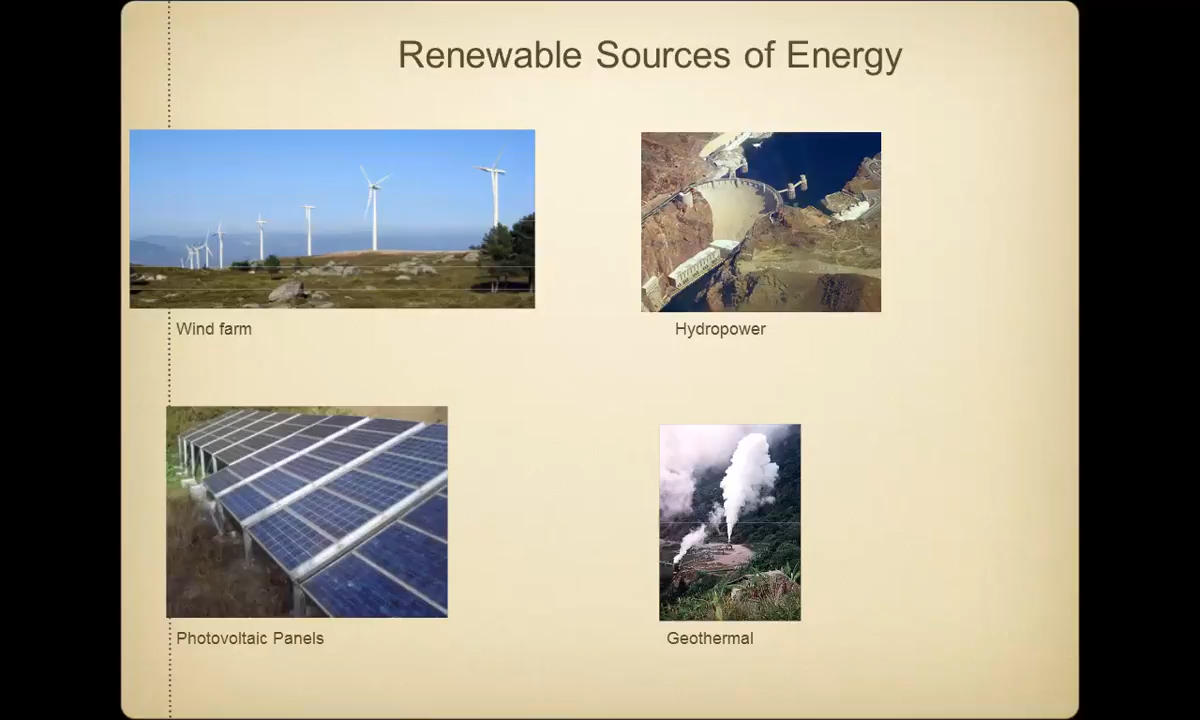 Renewable Sources of Energy
Wind farm
Hydropower
Photovoltaic Panels
Geothermal